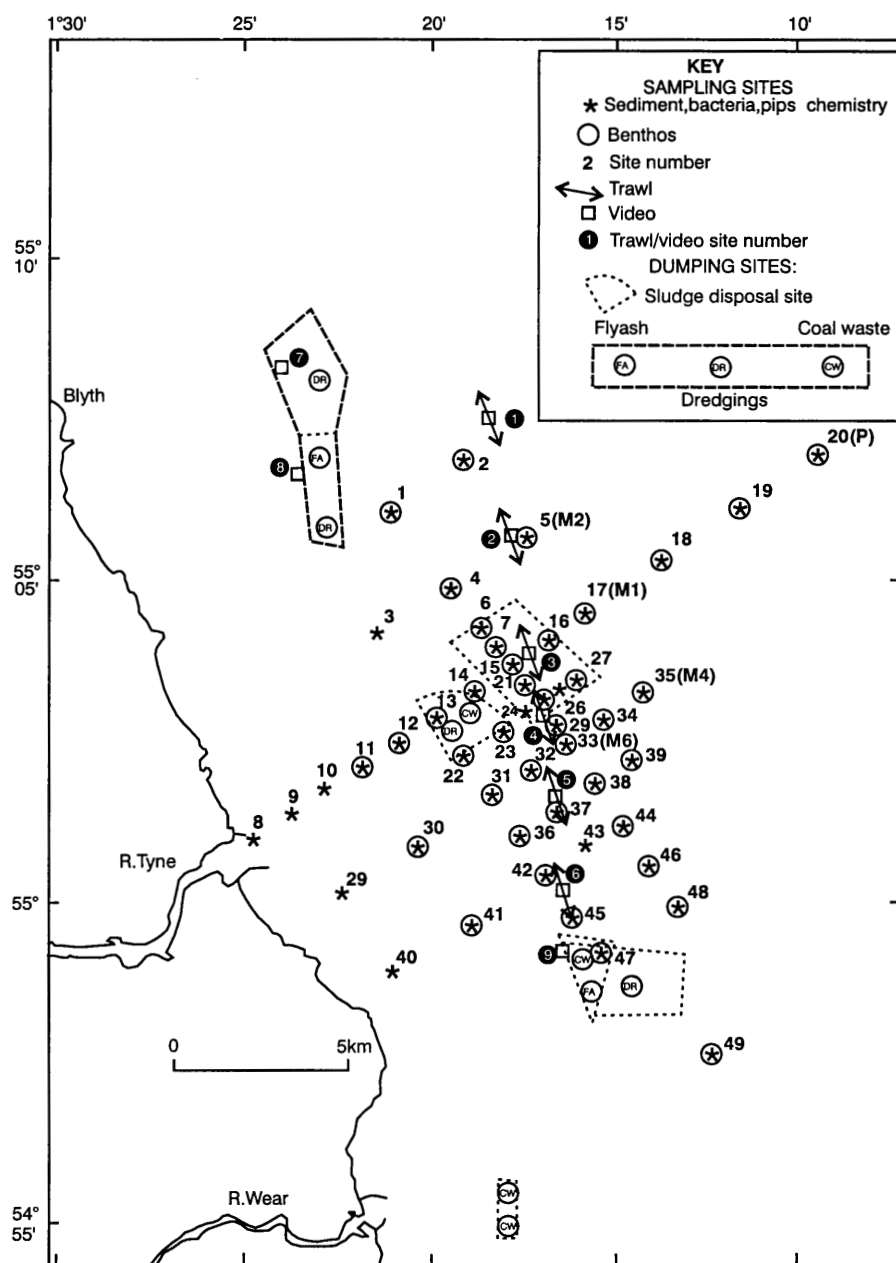 1°30' 25' 20' 15' 10'
KEY
SAMPLING SITES
Sediment,bacteria,pips chemistry
Benthos
2 Site number
Trawl
Video
1 Trawl/video site number
DUMPING SITES:
Sludge disposal site
Flyash Coal waste
FA DR CW
Dredgings
55°
10'
7
DR
Blyth
1
20(P)
2
FA
8
19
1
DR
2
5(M2)
18
55°
05'
4
17(M1)
6
3
7
16
3
27
15
14
21
35(M4)
13
CW
24
26
34
12
DR
4
29
23
33(M6)
11
22
32
39
10
31
5
38
9
37
44
8
36
43
30
R.Tyne
42
6
46
29
48
55°
41
45
9
CW
47
40
FA
DR
0 5km
49
R.Wear
CW
54°
55'
CW